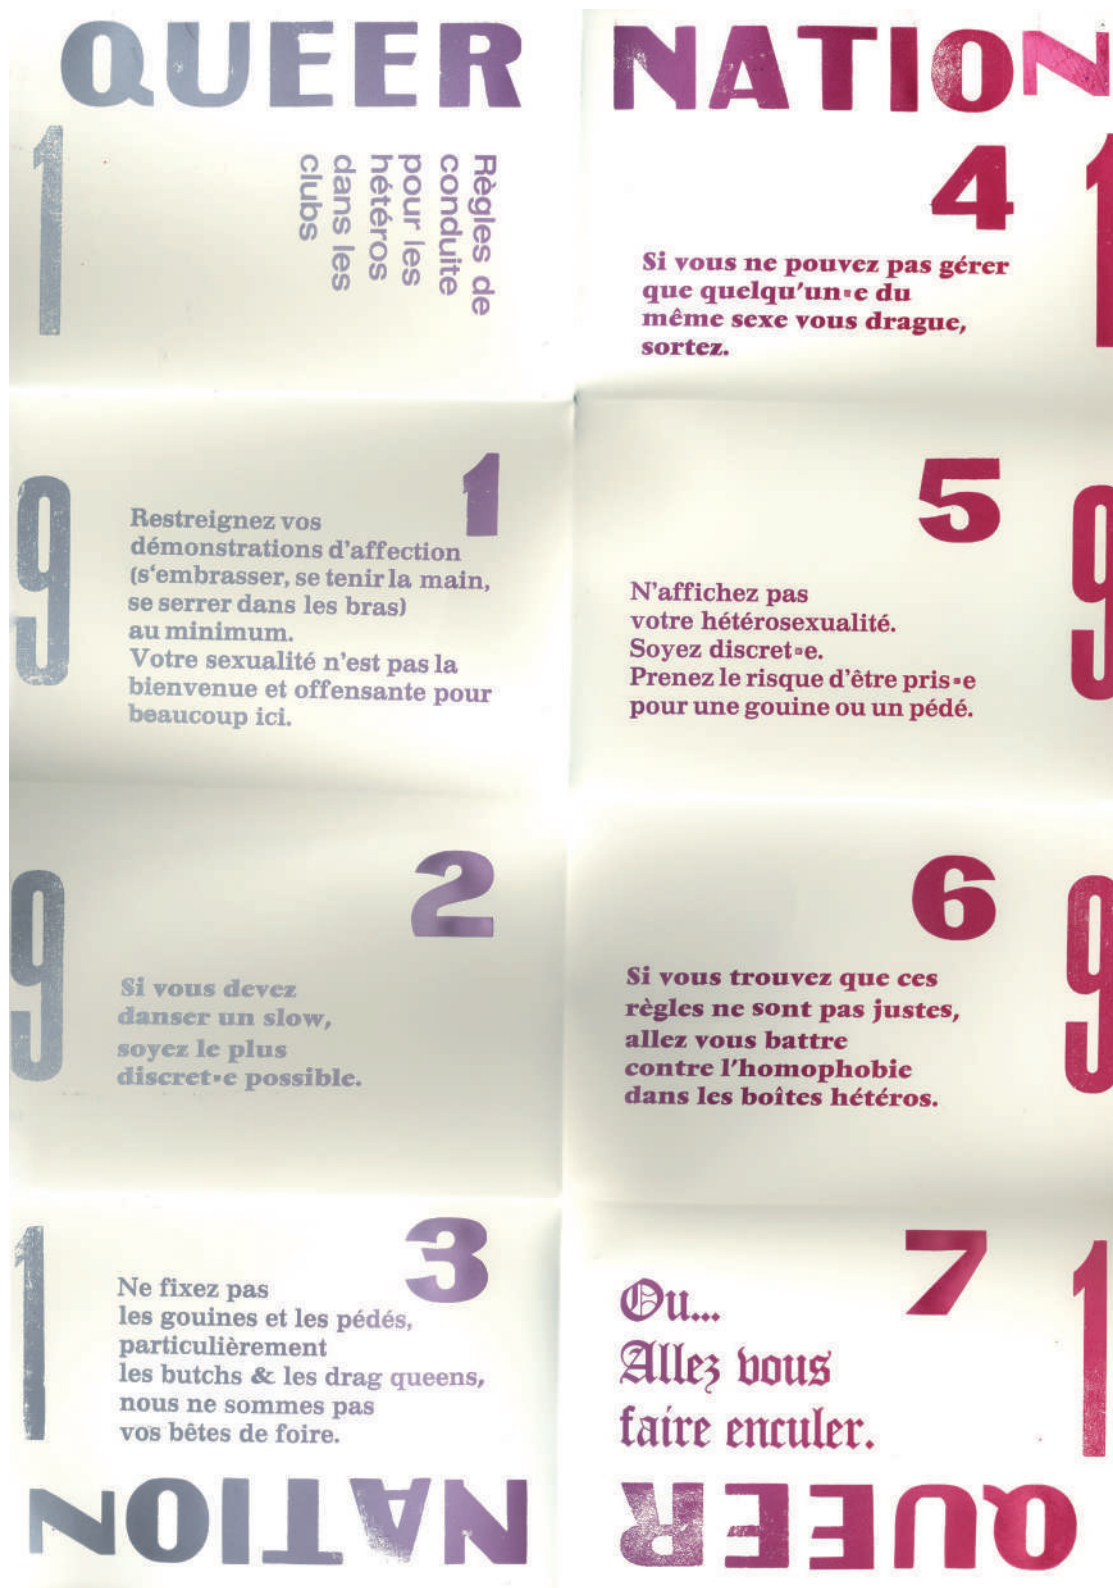 QUEER NATION
1
Règles de
conduite
pour les
hétéros
dans les
clubs
9
1
Restreignez vos
démonstrations d'affection
(s'embrasser, se tenir la main,
se serrer dans les bras)
au minimum.
Votre sexualité n'est pas la
bienvenue et offensante pour
beaucoup ici.
9
2
Si vous devez
danser un slow,
soyez le plus
discret▪e possible.
1
3
Ne fixez pas
les gouines et les pédés,
particulièrement
les butchs & les drag queens,
nous ne sommes pas
vos bêtes de foire.
4
1
Si vous ne pouvez pas gérer
que quelqu'un▪e du
même sexe vous drague,
sortez.
5
9
N'affichez pas
votre hétérosexualité.
Soyez discret▪e.
Prenez le risque d'être pris▪e
pour une gouine ou un pédé.
6
9
Si vous trouvez que ces
règles ne sont pas justes,
allez vous battre
contre l'homophobie
dans les boîtes hétéros.
7
1
Ou...
Allez vous
faire enculer.
QUEER NATION